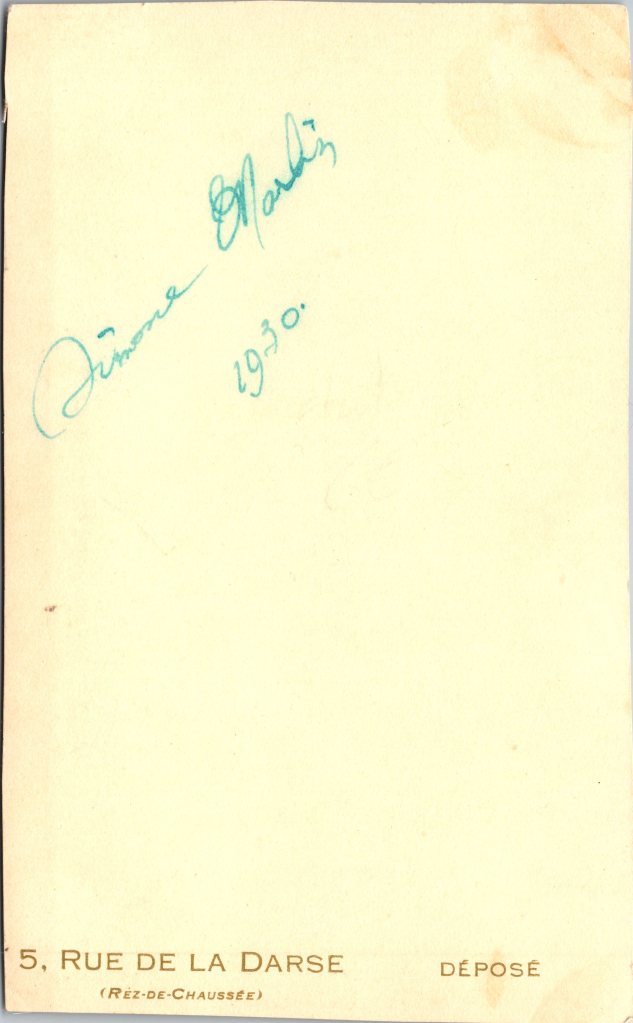 Simone Martin
1930.
5, RUE DE LA DARSE
(REZ-DE-CHAUSSÉE)
DÉPOSÉ